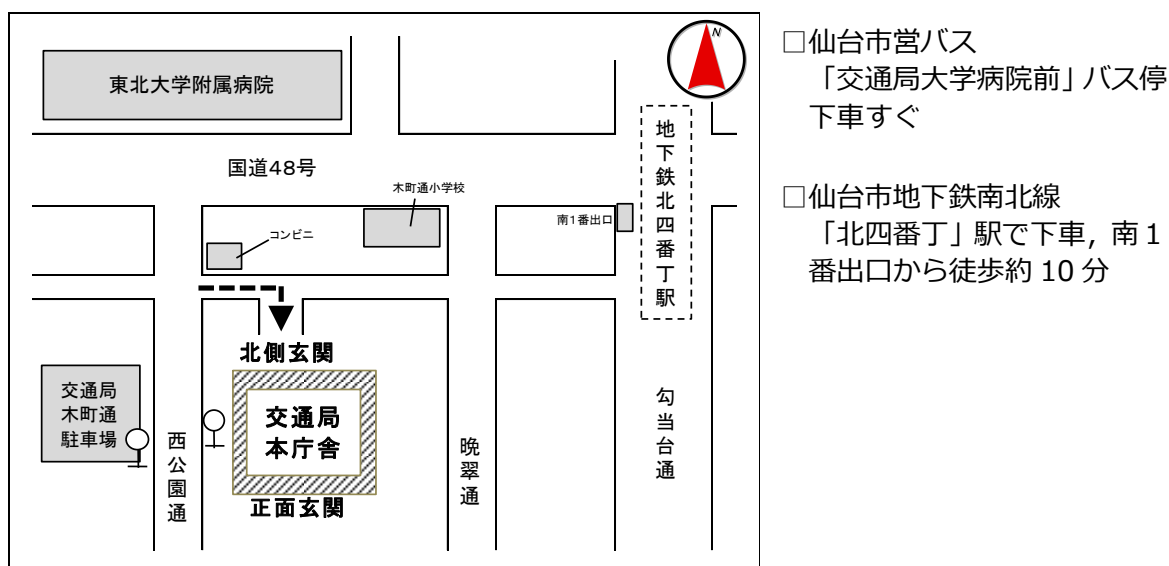 N
東北大学附属病院
国道48号
木町通小学校
コンビニ
南1番出口
地下鉄北四番丁駅
北側玄関
交通局
本庁舎
正面玄関
交通局
木町通
駐車場
西公園通
晩翠通
勾当台通
□仙台市営バス
「交通局大学病院前」バス停
下車すぐ
□仙台市地下鉄南北線
「北四番丁」駅で下車，南1
番出口から徒歩約 10 分